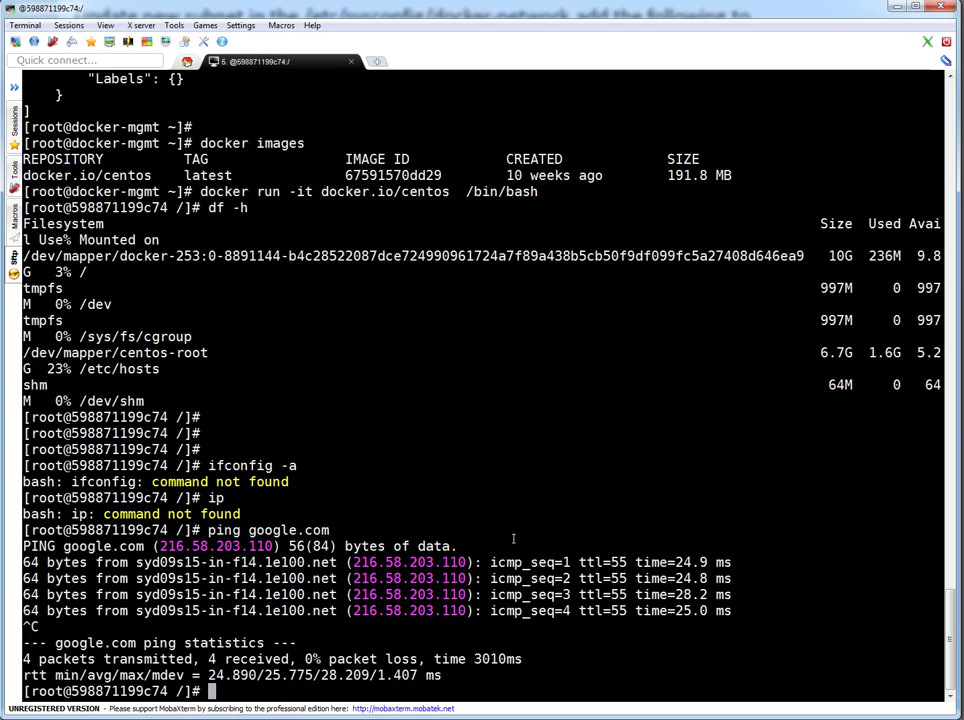 @598871199c74:/
Terminal Sessions View X server Tools Games Settings Macros Help
Quick connect...
5. @598871199c74:/
Sessions
Tools
Macros
Sftp
"Labels": {}
}
]
[root@docker-mgmt ~]#
[root@docker-mgmt ~]# docker images
REPOSITORY TAG IMAGE ID CREATED SIZE
docker.io/centos latest 67591570dd29 10 weeks ago 191.8 MB
[root@docker-mgmt ~]# docker run -it docker.io/centos /bin/bash
[root@598871199c74 /]# df -h
Filesystem Size Used Avai
l Use% Mounted on
/dev/mapper/docker-253:0-8891144-b4c28522087dce724990961724a7f89a438b5cb50f9df099fc5a27408d646ea9 10G 236M 9.8
G 3% /
tmpfs 997M 0 997
M 0% /dev
tmpfs 997M 0 997
M 0% /sys/fs/cgroup
/dev/mapper/centos-root 6.7G 1.6G 5.2
G 23% /etc/hosts
shm 64M 0 64
M 0% /dev/shm
[root@598871199c74 /]#
[root@598871199c74 /]#
[root@598871199c74 /]#
[root@598871199c74 /]# ifconfig -a
bash: ifconfig: command not found
[root@598871199c74 /]# ip
bash: ip: command not found
[root@598871199c74 /]# ping google.com
PING google.com (216.58.203.110) 56(84) bytes of data.
64 bytes from syd09s15-in-f14.1e100.net (216.58.203.110): icmp_seq=1 ttl=55 time=24.9 ms
64 bytes from syd09s15-in-f14.1e100.net (216.58.203.110): icmp_seq=2 ttl=55 time=24.8 ms
64 bytes from syd09s15-in-f14.1e100.net (216.58.203.110): icmp_seq=3 ttl=55 time=28.2 ms
64 bytes from syd09s15-in-f14.1e100.net (216.58.203.110): icmp_seq=4 ttl=55 time=25.0 ms
^C
--- google.com ping statistics ---
4 packets transmitted, 4 received, 0% packet loss, time 3010ms
rtt min/avg/max/mdev = 24.890/25.775/28.209/1.407 ms
[root@598871199c74 /]#
UNREGISTERED VERSION - Please support MobaXterm by subscribing to the professional edition here: http://mobaxterm.mobatek.net